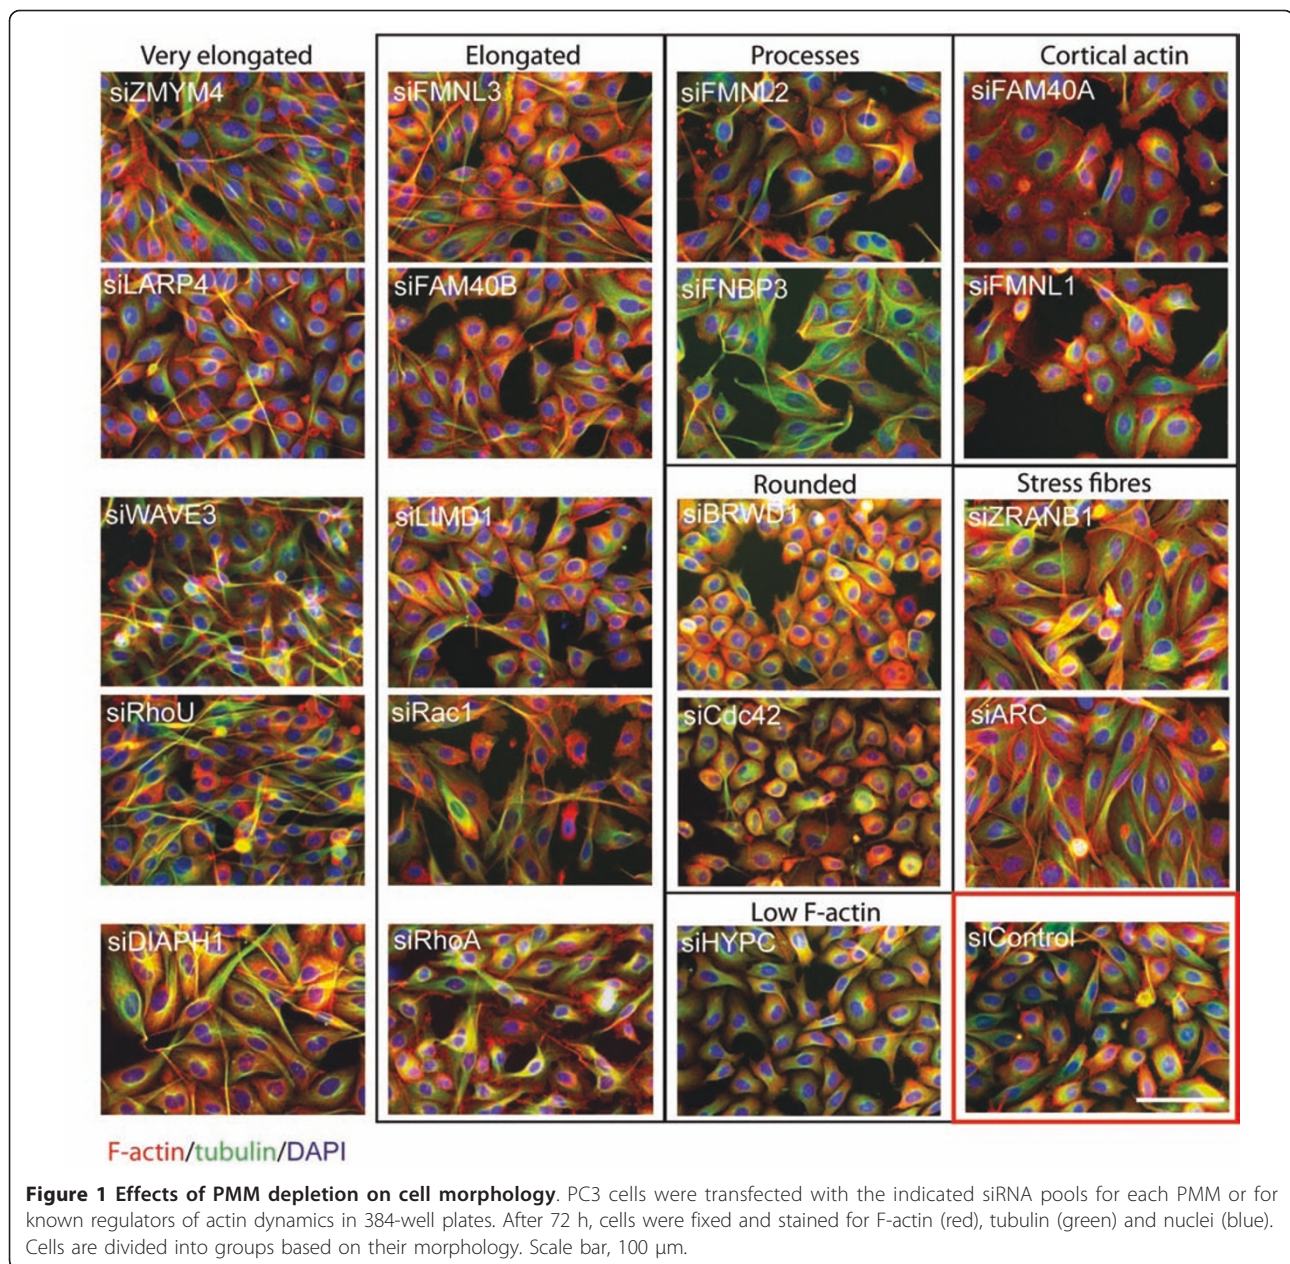 Very elongated
Elongated
Processes
Cortical actin
siZMYM4
siFMNL3
siFMNL2
siFAM40A
siLARP4
siFAM40B
siFNBP3
siFMNL1
Rounded
Stress fibres
siWAVE3
siLIMD1
siBRWD1
siZRANB1
siRhoU
siRac1
siCdc42
siARC
Low F-actin
siDIAPH1
siRhoA
siHYPC
siControl
F-actin/tubulin/DAPI
Figure 1 Effects of PMM depletion on cell morphology. PC3 cells were transfected with the indicated siRNA pools for each PMM or for
known regulators of actin dynamics in 384-well plates. After 72 h, cells were fixed and stained for F-actin (red), tubulin (green) and nuclei (blue).
Cells are divided into groups based on their morphology. Scale bar, 100 μm.